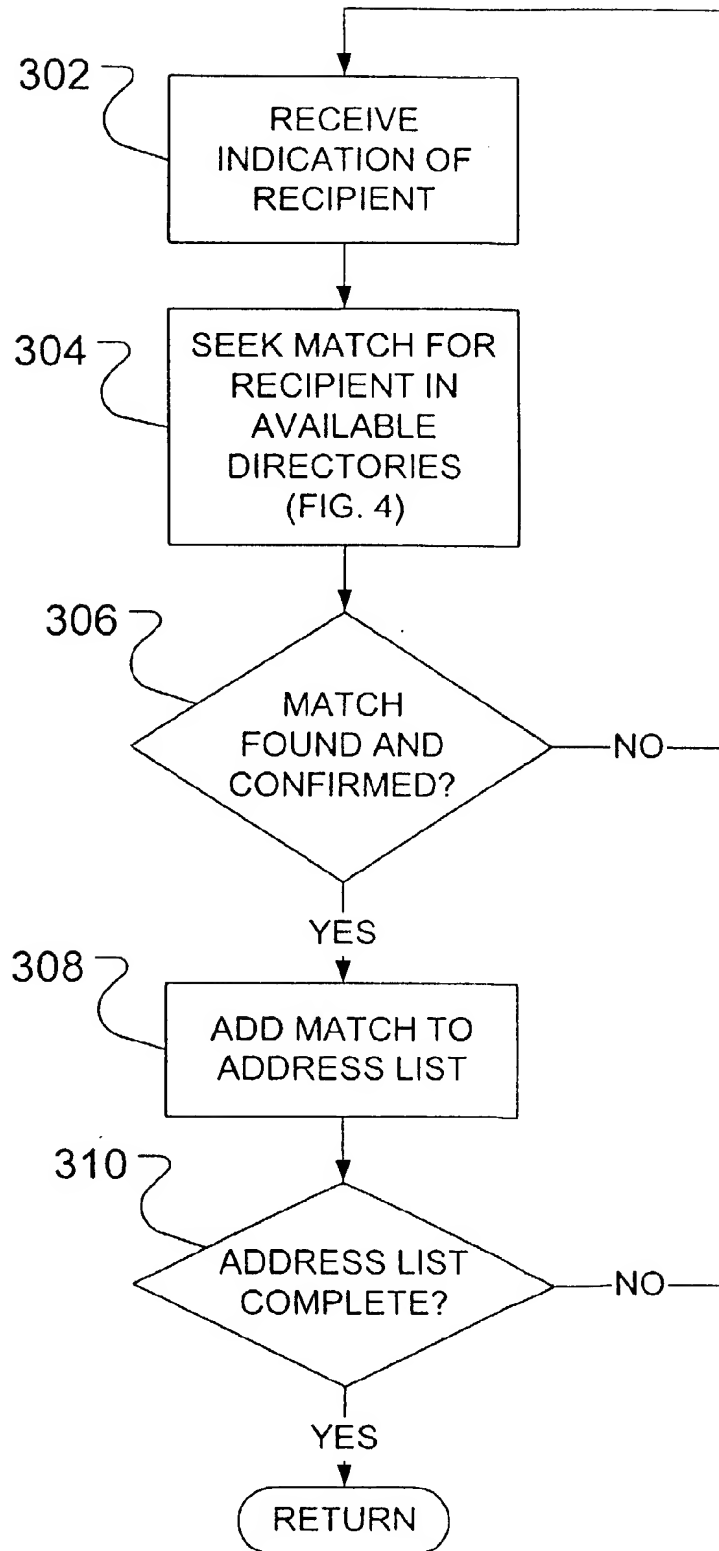 302
RECEIVE
INDICATION OF
RECIPIENT
304
SEEK MATCH FOR
RECIPIENT IN
AVAILABLE
DIRECTORIES
(FIG. 4)
306
MATCH
FOUND AND
CONFIRMED?
NO
YES
308
ADD MATCH TO
ADDRESS LIST
310
ADDRESS LIST
COMPLETE?
NO
YES
RETURN